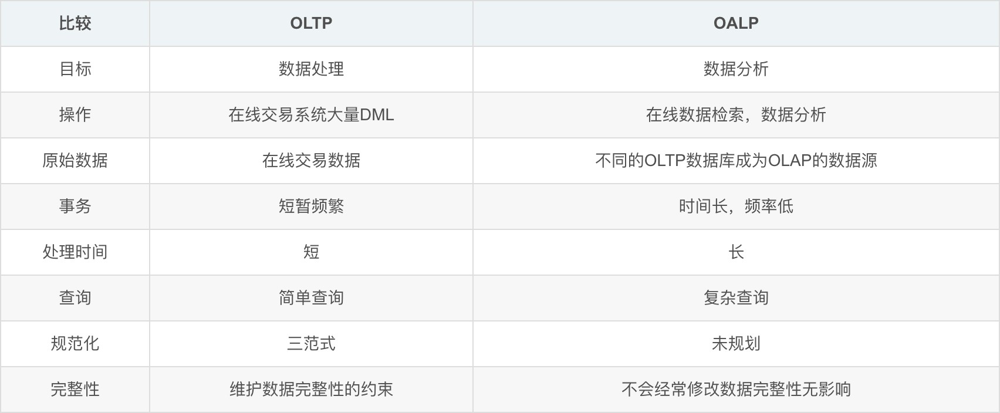 比较 OLTP OALP
目标 数据处理 数据分析
操作 在线交易系统大量DML 在线数据检索，数据分析
原始数据 在线交易数据 不同的OLTP数据库成为OLAP的数据源
事务 短暂频繁 时间长，频率低
处理时间 短 长
查询 简单查询 复杂查询
规范化 三范式 未规划
完整性 维护数据完整性的约束 不会经常修改数据完整性无影响